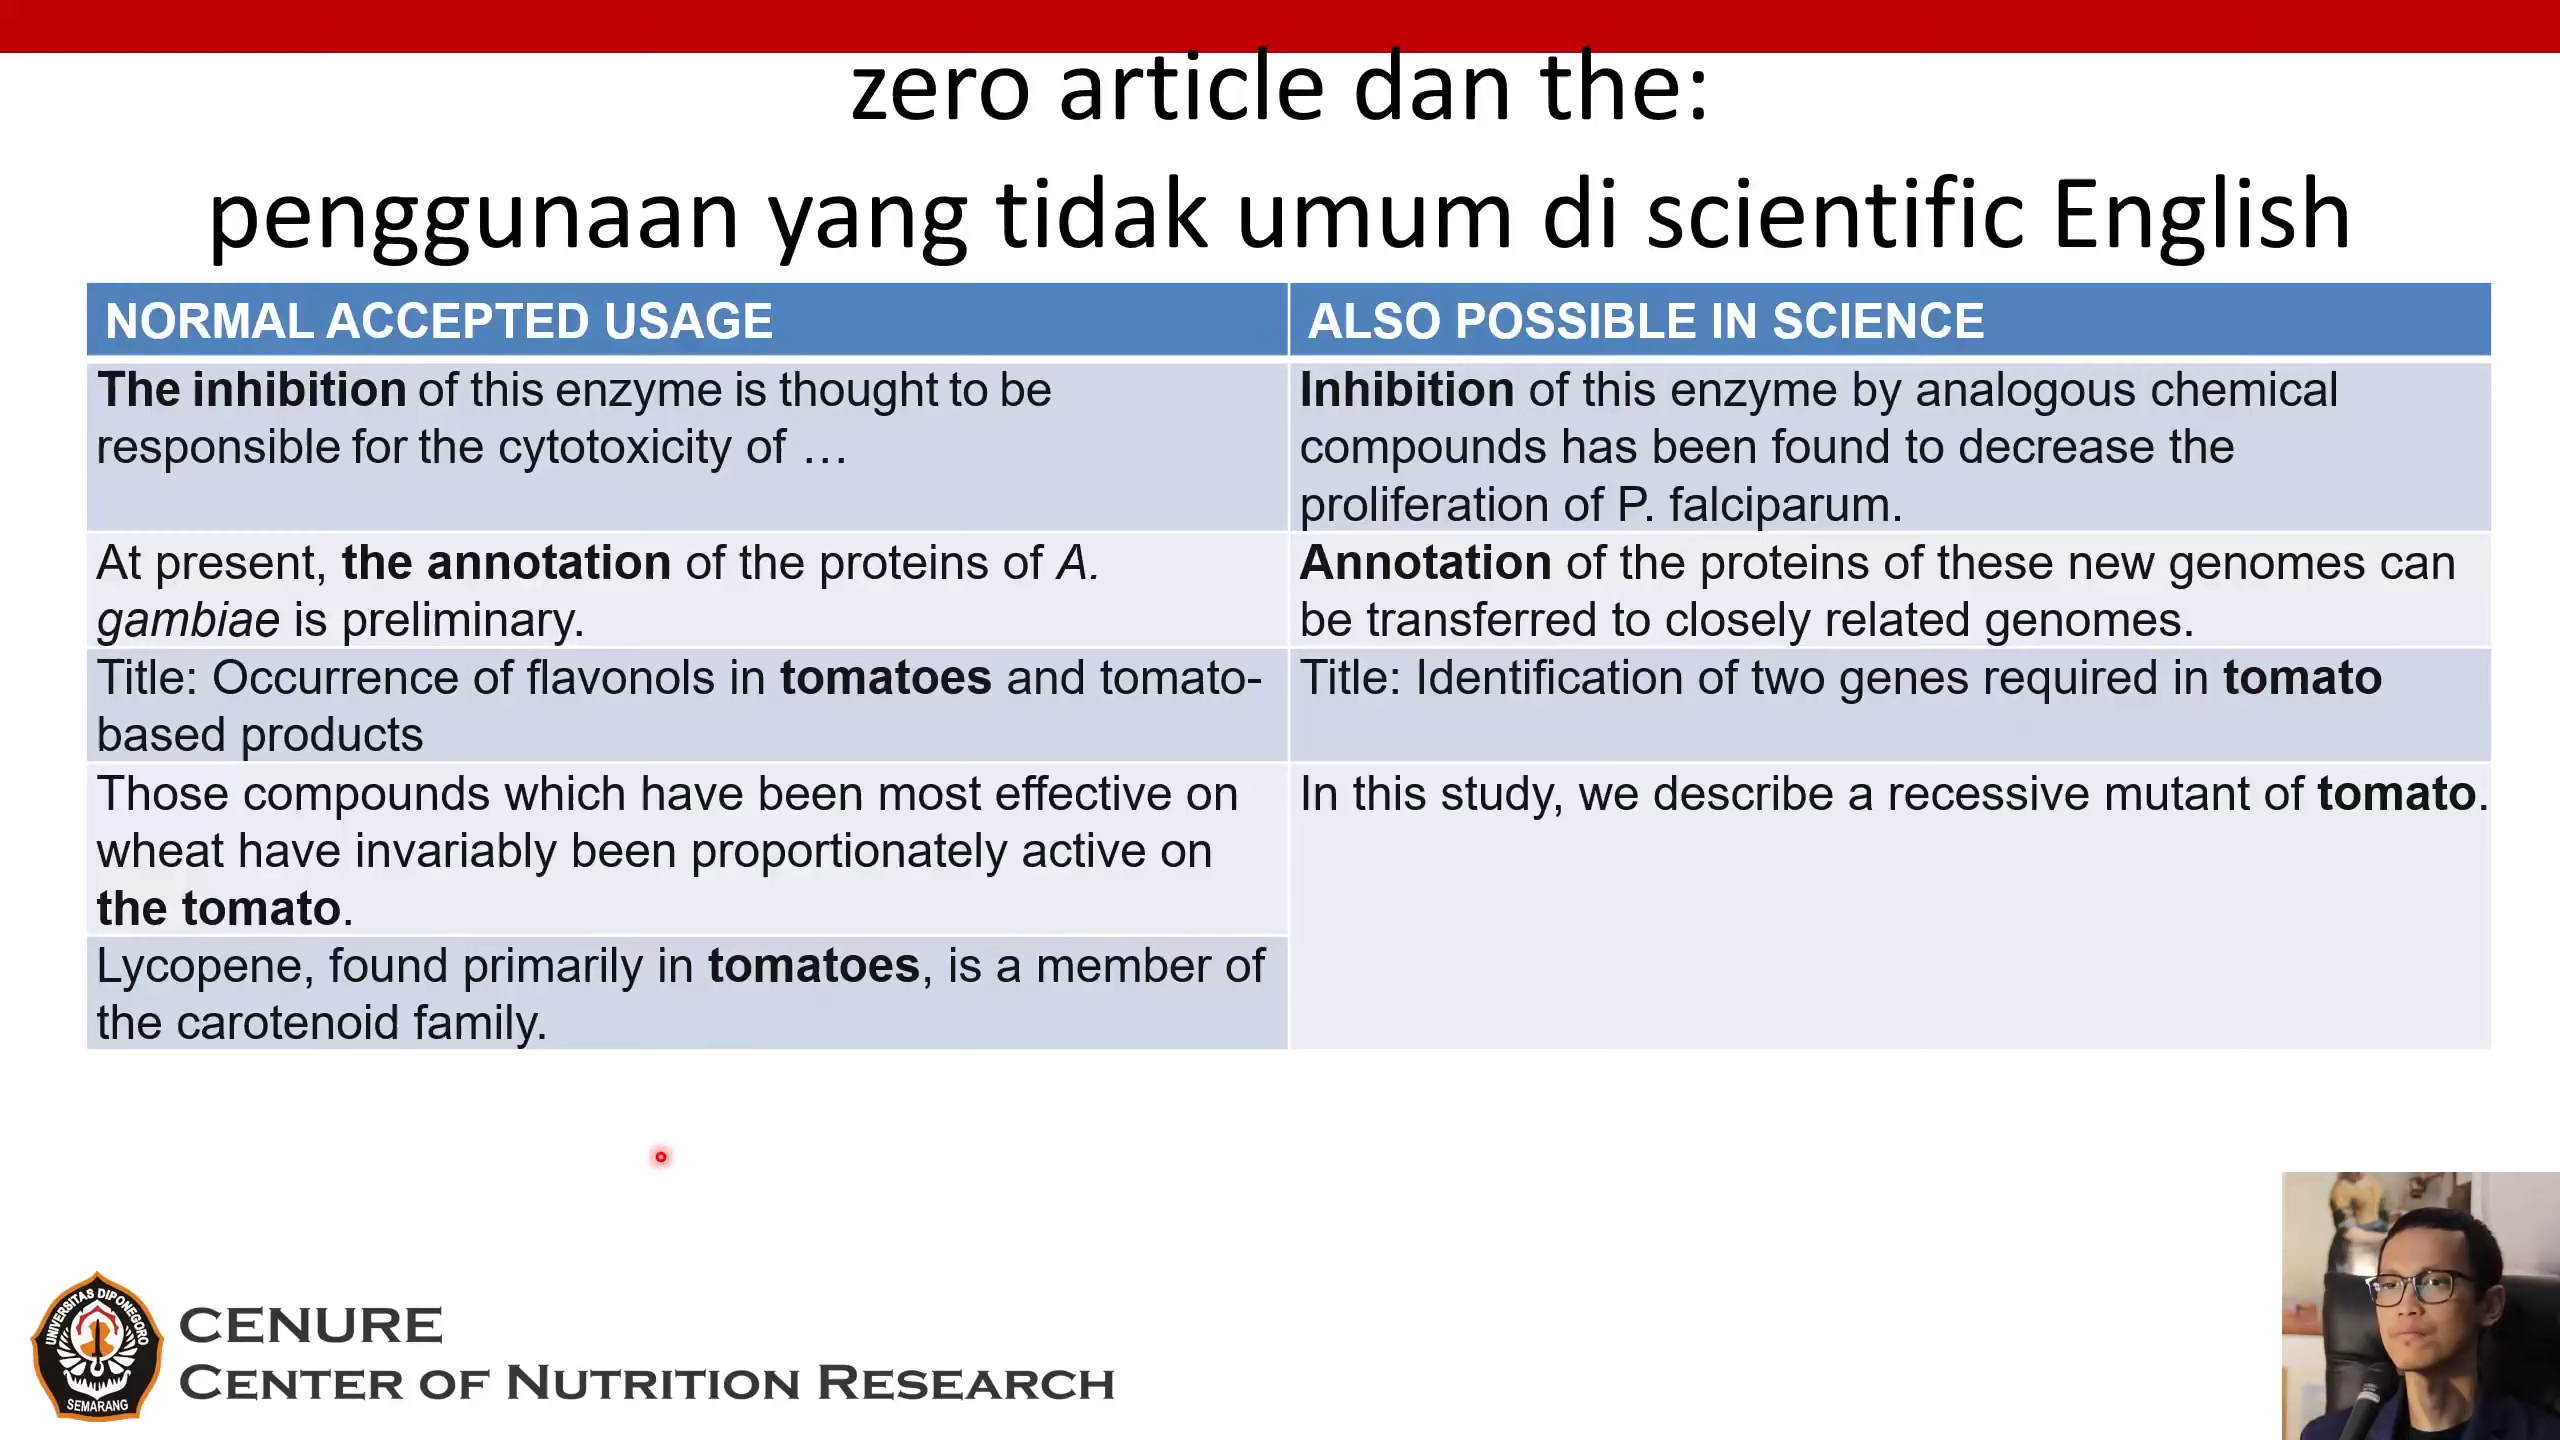 zero article dan the:
penggunaan yang tidak umum di scientific English
NORMAL ACCEPTED USAGE
ALSO POSSIBLE IN SCIENCE
The inhibition of this enzyme is thought to be
responsible for the cytotoxicity of …
Inhibition of this enzyme by analogous chemical
compounds has been found to decrease the
proliferation of P. falciparum.
At present, the annotation of the proteins of A.
gambiae is preliminary.
Annotation of the proteins of these new genomes can
be transferred to closely related genomes.
Title: Occurrence of flavonols in tomatoes and tomato-
based products
Title: Identification of two genes required in tomato
Those compounds which have been most effective on
wheat have invariably been proportionately active on
the tomato.
In this study, we describe a recessive mutant of tomato.
Lycopene, found primarily in tomatoes, is a member of
the carotenoid family.
UNIVERSITAS DIPONEGORO
SEMARANG
CENURE
CENTER OF NUTRITION RESEARCH